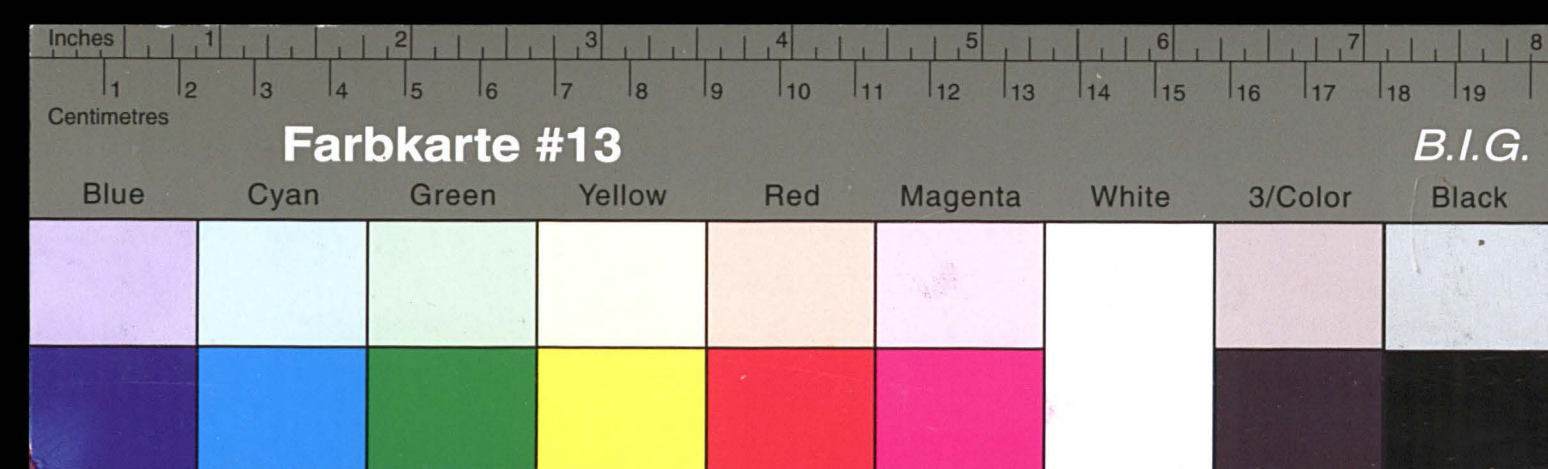 Inches 1 2 3 4 5 6 7 8
1 2 3 4 5 6 7 8 9 10 11 12 13 14 15 16 17 18 19
Centimetres
Farbkarte #13 B.I.G.
Blue Cyan Green Yellow Red Magenta White 3/Color Black